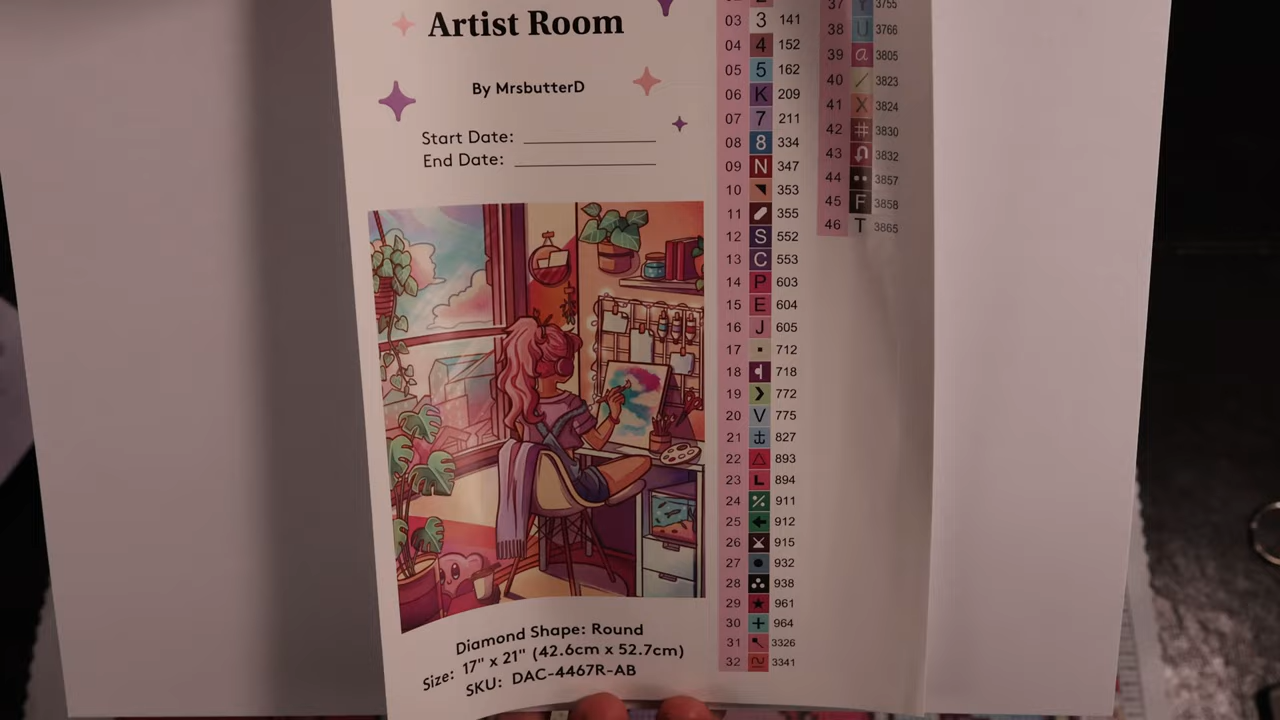 Artist Room
By MrsbutterD
Start Date:
End Date:
Diamond Shape: Round
Size: 17" x 21" (42.6cm x 52.7cm)
SKU: DAC-4467R-AB
03 3 141
04 4 152
05 5 162
06 K 209
07 7 211
08 8 334
09 N 347
10 ◥ 353
11 355
12 S 552
13 C 553
14 P 603
15 E 604
16 J 605
17 ▪ 712
18 ¶ 718
19 ❯ 772
20 V 775
21 ⚓ 827
22 △ 893
23 L 894
24 ٪ 911
25 ← 912
26 915
27 ● 932
28 ∴ 938
29 ★ 961
30 + 964
31 3326
32 3341
37 3755
38 U 3766
39 a 3805
40 / 3823
41 X 3824
42 # 3830
43 3832
44 •• 3857
45 F 3858
46 T 3865